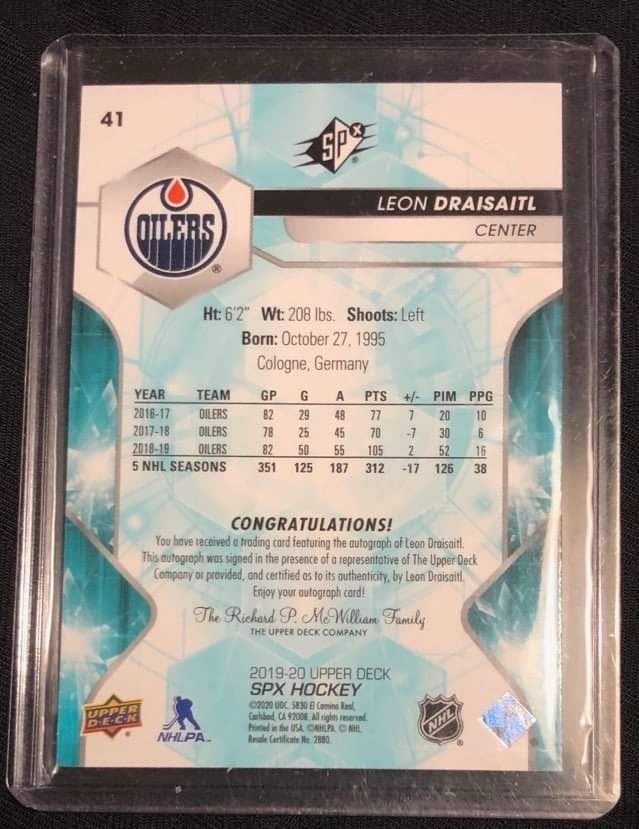 41
SPx
OILERS
®
LEON DRAISAITL
CENTER
Ht: 6'2" Wt: 208 lbs. Shoots: Left
Born: October 27, 1995
Cologne, Germany
YEAR TEAM GP G A PTS +/- PIM PPG
2016-17 OILERS 82 29 48 77 7 20 10
2017-18 OILERS 78 25 45 70 -7 30 6
2018-19 OILERS 82 50 55 105 2 52 16
5 NHL SEASONS 351 125 187 312 -17 126 38
CONGRATULATIONS!
You have received a trading card featuring the autograph of Leon Draisaitl.
This autograph was signed in the presence of a representative of The Upper Deck
Company or provided, and certified as to its authenticity, by Leon Draisaitl.
Enjoy your autograph card!
The Richard P. McWilliam Family
THE UPPER DECK COMPANY
2019-20 UPPER DECK
SPX HOCKEY
©2020 UDC. 5830 El Camino Real,
Carlsbad, CA 92008. All rights reserved.
Printed in the USA. ©NHLPA. © NHL.
Resale Certificate No. 2880.
UPPER
D·E·C·K
NHLPA
NHL
®